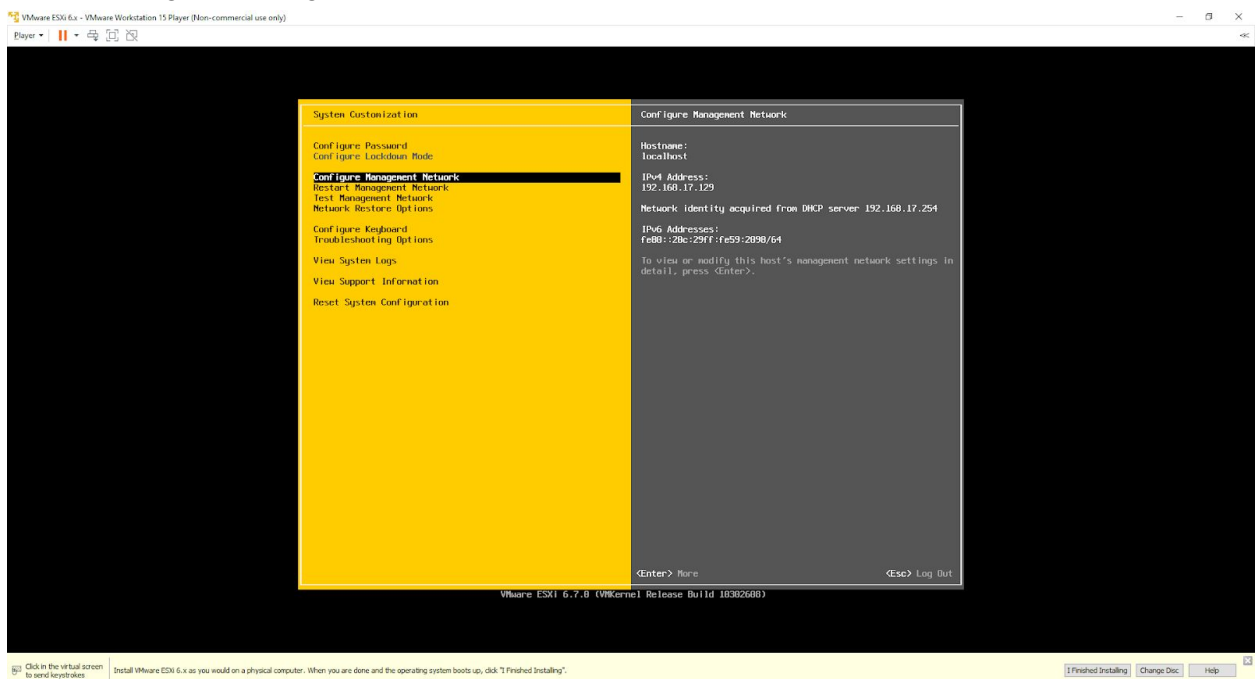 VMware ESXi 6.x - VMware Workstation 15 Player (Non-commercial use only)
Player
System Customization
Configure Password
Configure Lockdown Mode
Configure Management Network
Restart Management Network
Test Management Network
Network Restore Options
Configure Keyboard
Troubleshooting Options
View System Logs
View Support Information
Reset System Configuration
Configure Management Network
Hostname:
localhost
IPv4 Address:
192.168.17.129
Network identity acquired from DHCP server 192.168.17.254
IPv6 Addresses:
fe80::20c:29ff:fe59:2098/64
To view or modify this host's management network settings in
detail, press <Enter>.
<Enter> More
<Esc> Log Out
VMware ESXi 6.7.0 (VMKernel Release Build 10302608)
Click in the virtual screen
to send keystrokes
Install VMware ESXi 6.x as you would on a physical computer. When you are done and the operating system boots up, click "I Finished Installing".
I Finished Installing
Change Disc
Help